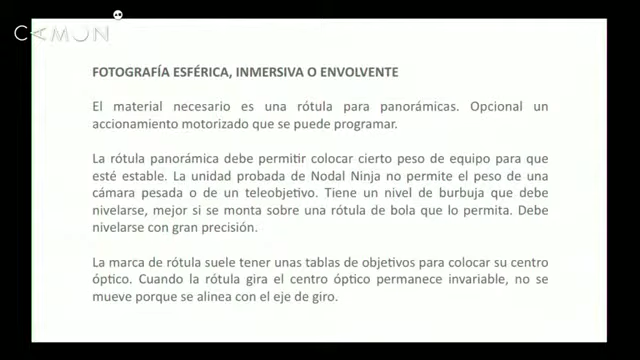 CAMON
FOTOGRAFÍA ESFÉRICA, INMERSIVA O ENVOLVENTE
El material necesario es una rótula para panorámicas. Opcional un
accionamiento motorizado que se puede programar.
La rótula panorámica debe permitir colocar cierto peso de equipo para que
esté estable. La unidad probada de Nodal Ninja no permite el peso de una
cámara pesada o de un teleobjetivo. Tiene un nivel de burbuja que debe
nivelarse, mejor si se monta sobre una rótula de bola que lo permita. Debe
nivelarse con gran precisión.
La marca de rótula suele tener unas tablas de objetivos para colocar su centro
óptico. Cuando la rótula gira el centro óptico permanece invariable, no se
mueve porque se alinea con el eje de giro.